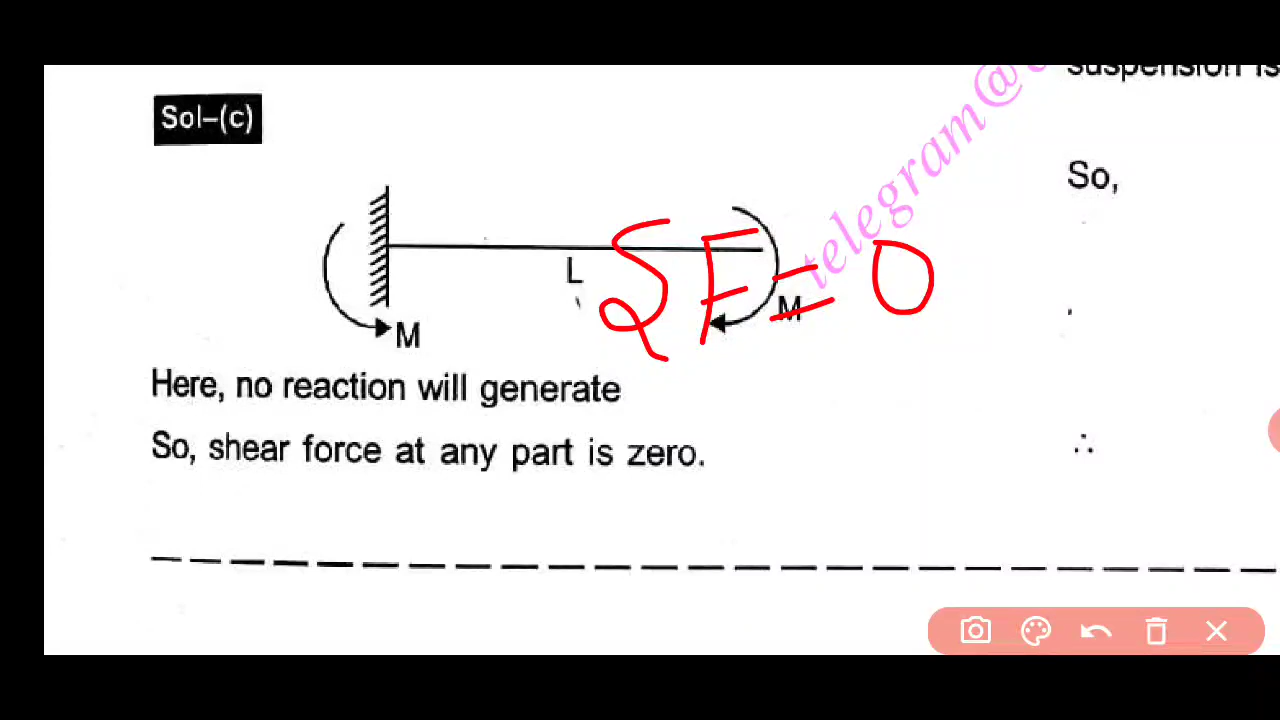 Sol–(c)
L
M
M
SF = 0
Here, no reaction will generate
So, shear force at any part is zero.
telegram@
suspension is
So,
∴